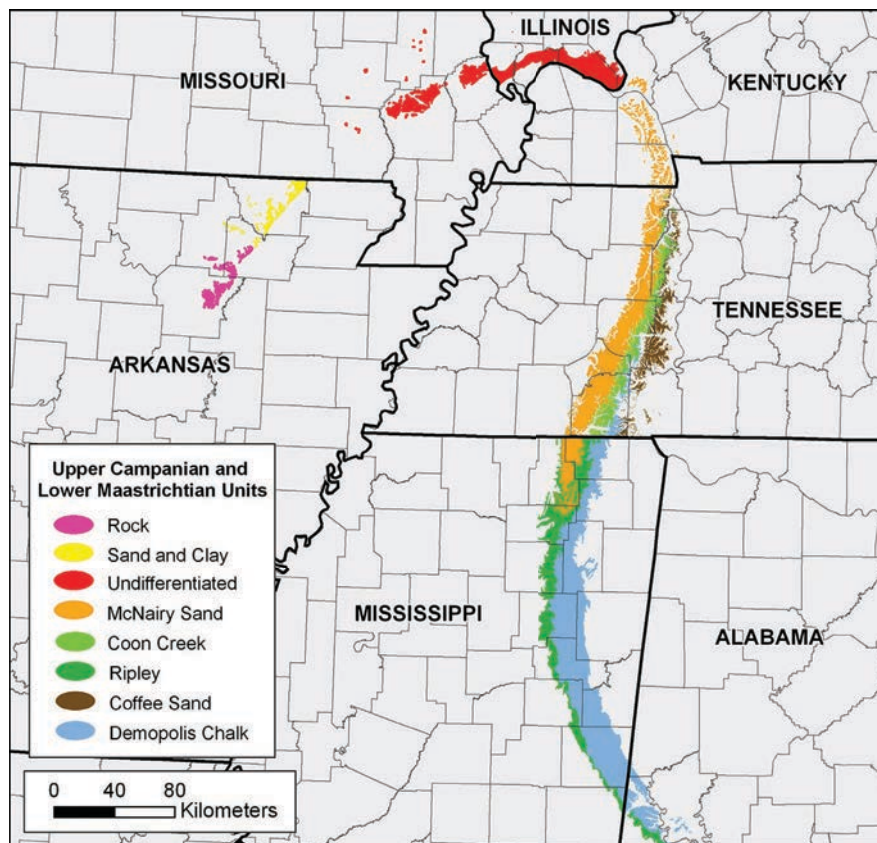 ILLINOIS
MISSOURI
KENTUCKY
TENNESSEE
ARKANSAS
Upper Campanian and
Lower Maastrichtian Units
Rock
Sand and Clay
Undifferentiated
McNairy Sand
Coon Creek
Ripley
Coffee Sand
Demopolis Chalk
MISSISSIPPI
ALABAMA
0 40 80
Kilometers